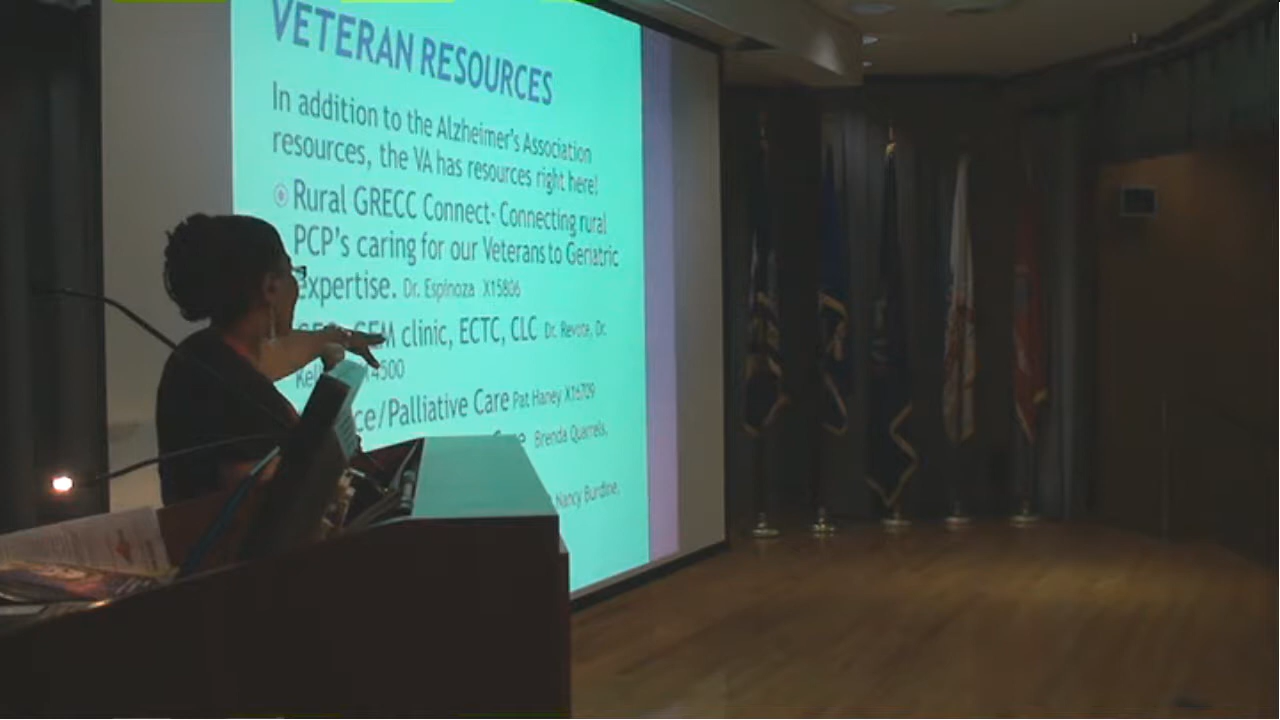 VETERAN RESOURCES
In addition to the Alzheimer's Association
resources, the VA has resources right here!
Rural GRECC Connect- Connecting rural
PCP's caring for our Veterans to Geriatric
expertise. Dr. Espinoza X15806
GEM clinic, ECTC, CLC Dr. Revote, Dr.
4500
/Palliative Care Pat Haney X16709
Brenda Quarrels,
Nancy Burdine,